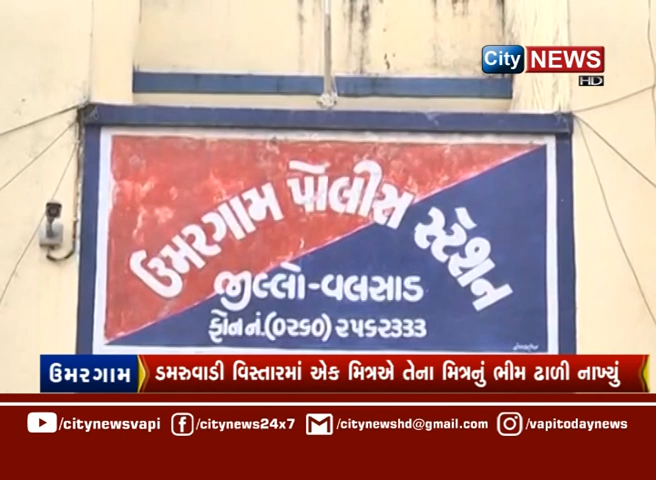 City NEWS
HD
ઉમરગામ પોલીસ સ્ટેશન
જીલ્લો-વલસાડ
ફોન નં.(૦૨૬૦) ૨૫૬૨૩૩૩
ઉમરગામ ડમરુવાડી વિસ્તારમાં એક મિત્રએ તેના મિત્રનું ભીમ ઢાળી નાખ્યું
/citynewsvapi /citynews24x7 /citynewshd@gmail.com /vapitodaynews